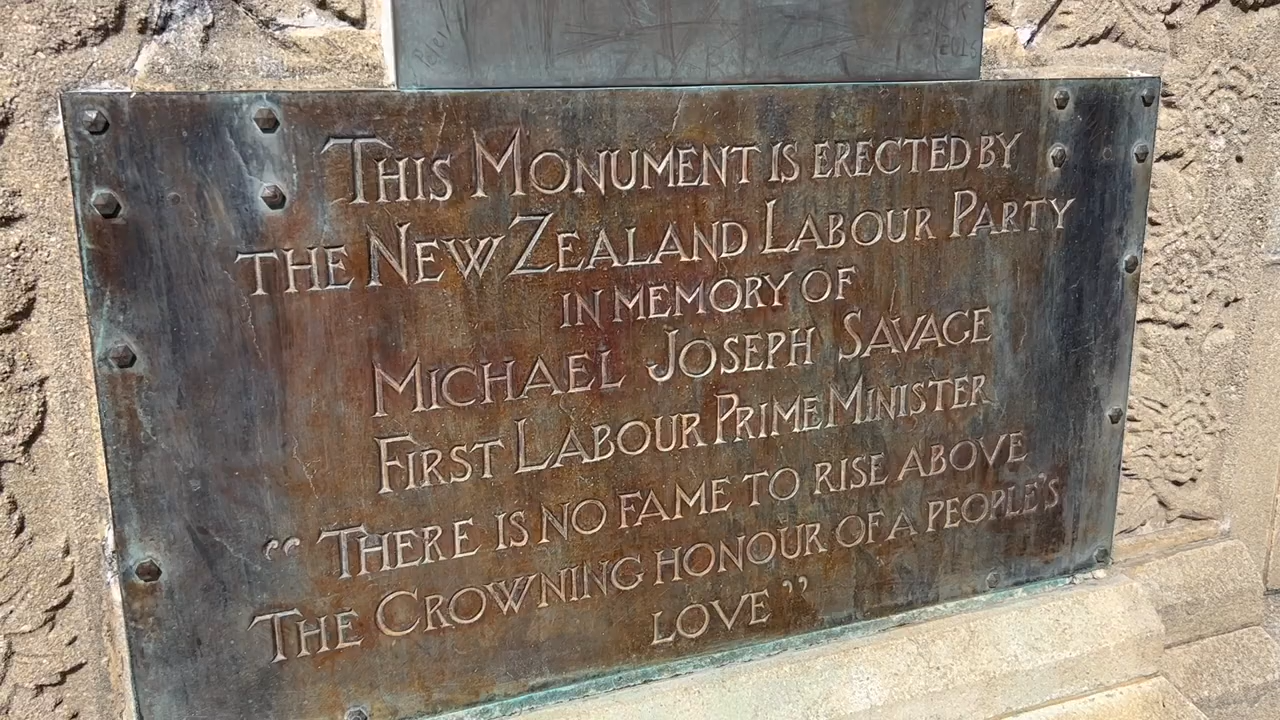 THIS MONUMENT IS ERECTED BY
THE NEW ZEALAND LABOUR PARTY
IN MEMORY OF
MICHAEL JOSEPH SAVAGE
FIRST LABOUR PRIME MINISTER
“ THERE IS NO FAME TO RISE ABOVE
THE CROWNING HONOUR OF A PEOPLE'S
LOVE ”